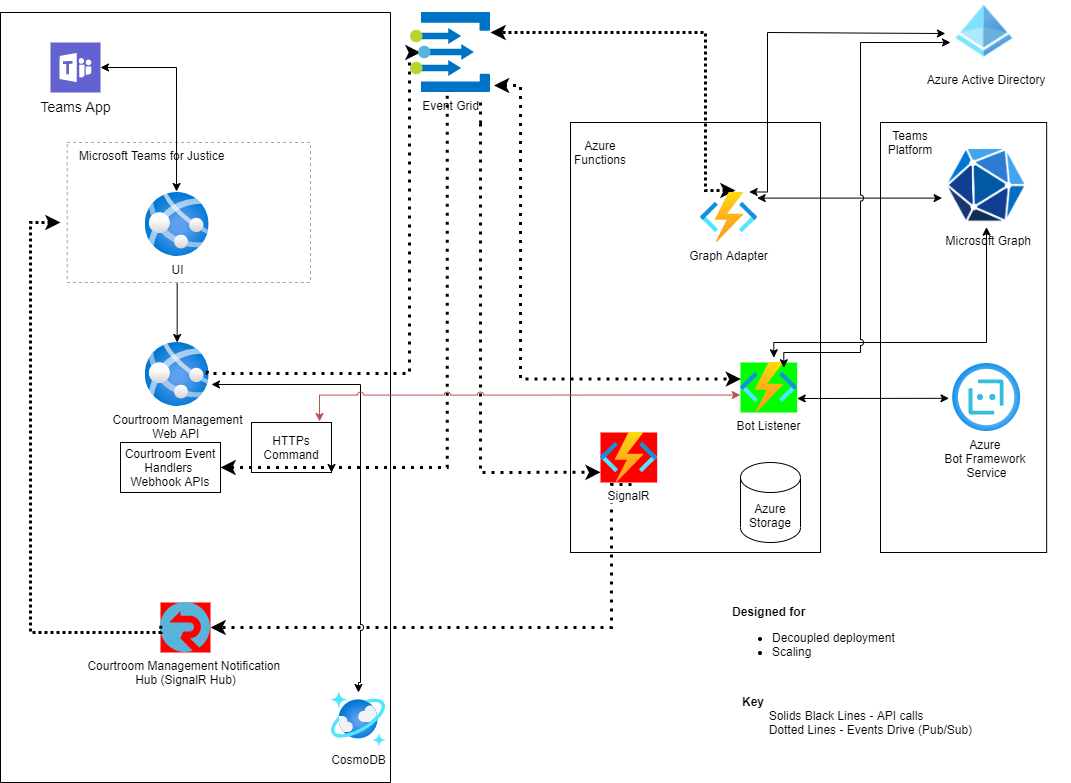 Azure Active Directory
Teams App
Event Grid
Azure
Functions
Teams
Platform
Microsoft Teams for Justice
UI
Graph Adapter
Microsoft Graph
Courtroom Management
Web API
HTTPs
Command
Courtroom Event
Handlers
Webhook APIs
Bot Listener
Azure
Bot Framework
Service
SignalR
Azure
Storage
Courtroom Management Notification
Hub (SignalR Hub)
CosmoDB
Designed for
Decoupled deployment
Scaling
Key
Solids Black Lines - API calls
Dotted Lines - Events Drive (Pub/Sub)